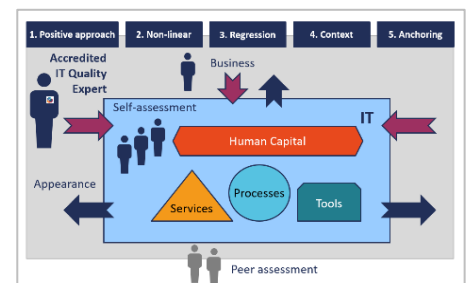 1. Positive approach
2. Non-linear
3. Regression
4. Context
5. Anchoring
Accredited
IT Quality
Expert
Business
Self-assessment
IT
Human Capital
Appearance
Services
Processes
Tools
Peer assessment